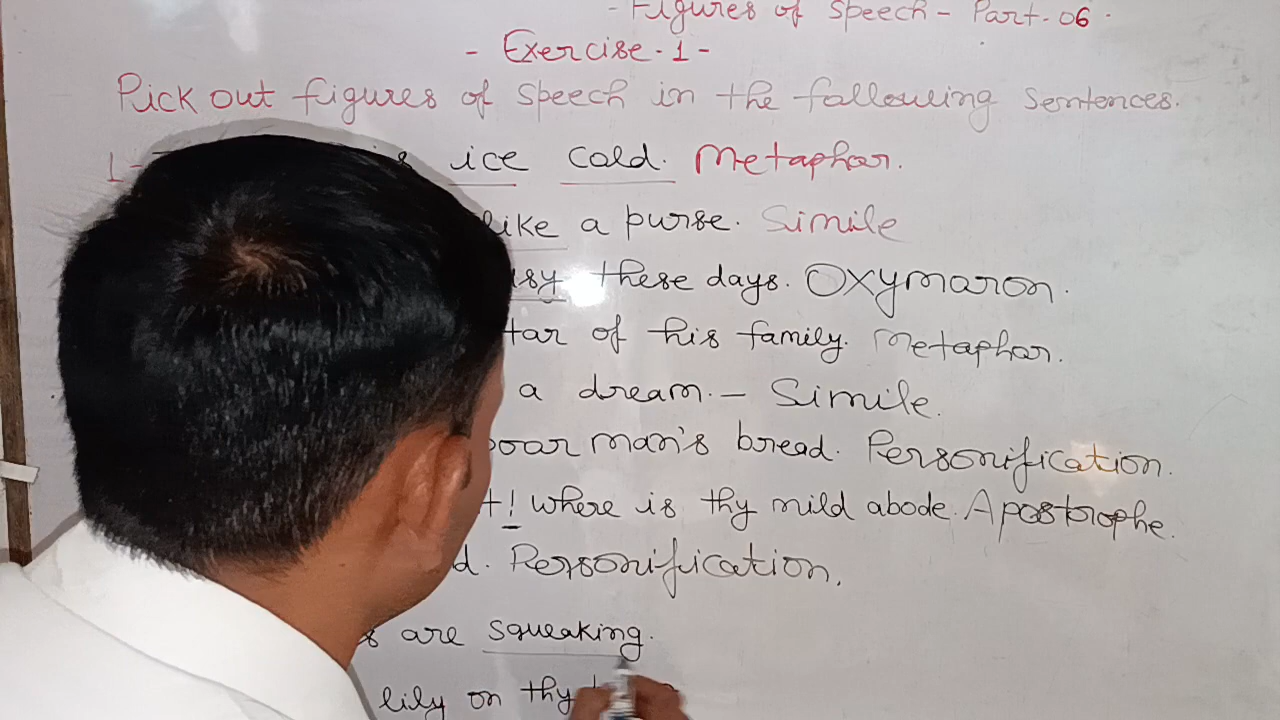 - Figures of Speech - Part-06.
- Exercise-1-
Pick out figures of speech in the following sentences.
1- is ice cold. Metaphor.
like a purse. Simile
these days. Oxymoron.
of his family. Metaphor.
a dream. - Simile.
man's bread. Personification.
! where is thy mild abode. Apostrophe.
Personification.
are squeaking.
lily on thy